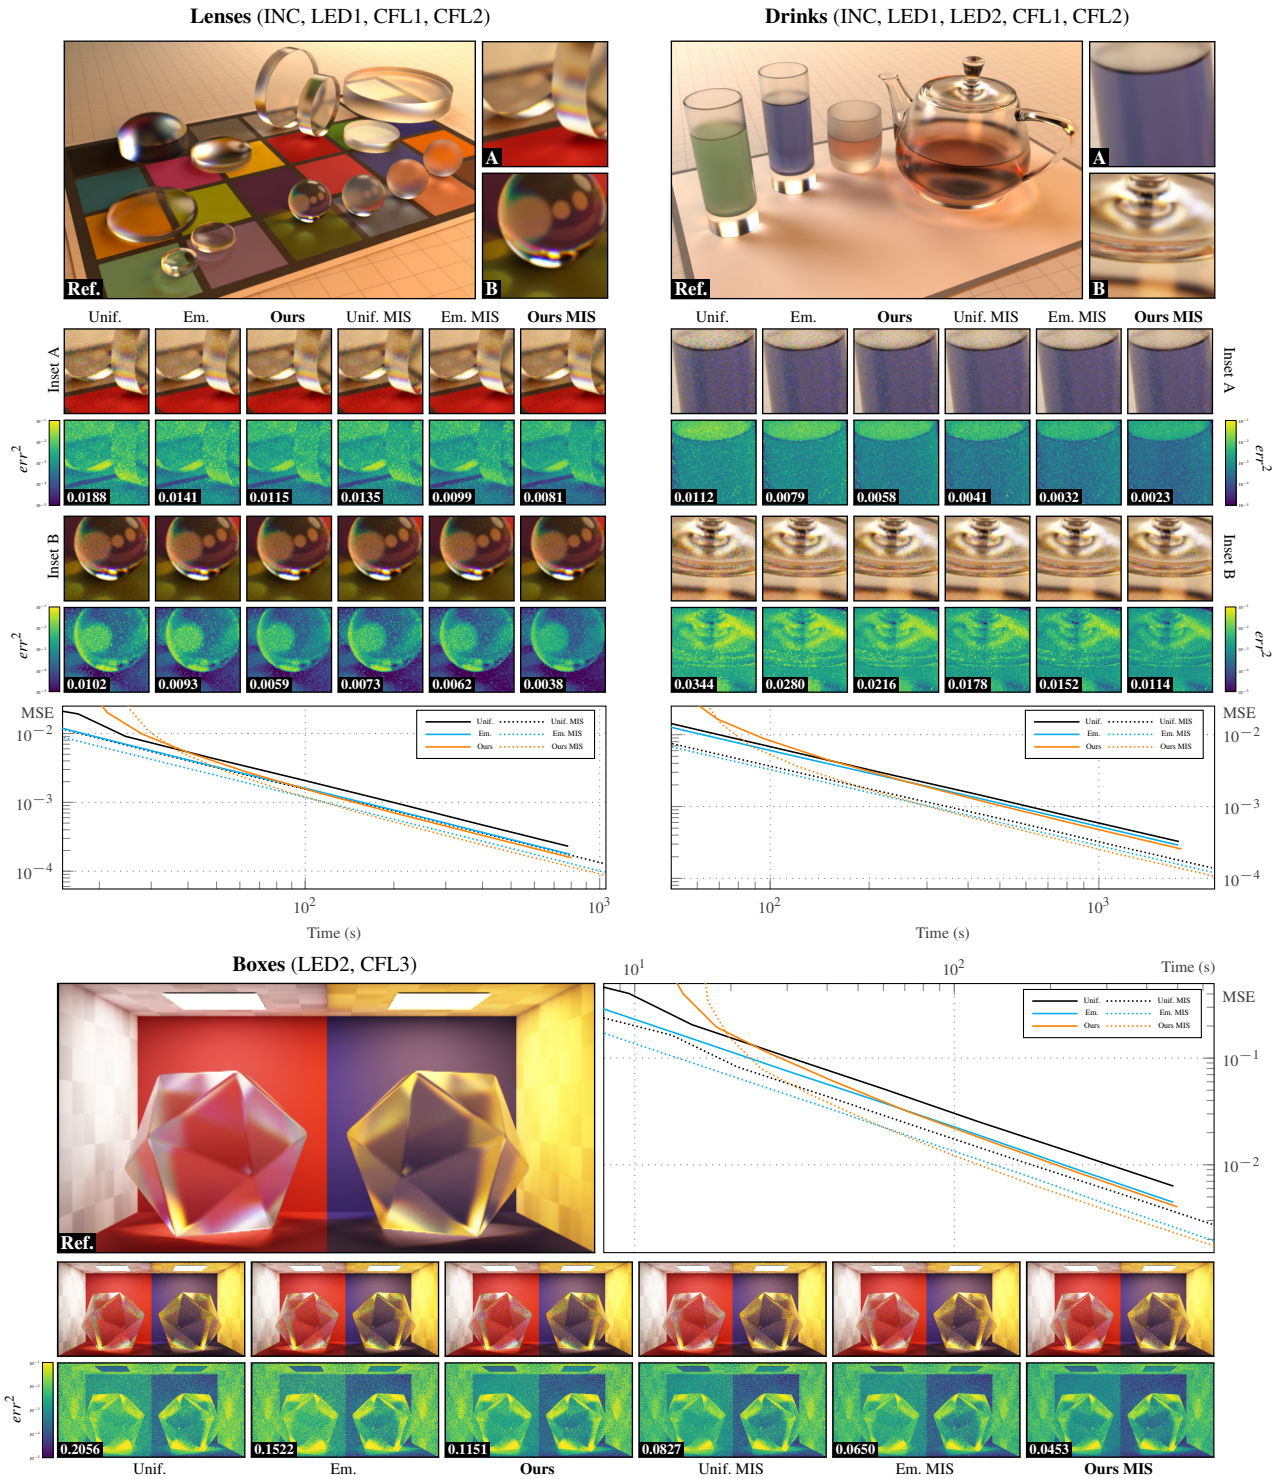 Lenses (INC, LED1, CFL1, CFL2)
Ref.
A
B
Unif. Em. Ours Unif. MIS Em. MIS Ours MIS
Inset A
err²
0.0188 0.0141 0.0115 0.0135 0.0099 0.0081
Inset B
err²
0.0102 0.0093 0.0059 0.0073 0.0062 0.0038
MSE
Unif. Unif. MIS
Em. Em. MIS
Ours Ours MIS
10⁻²
10⁻³
10⁻⁴
10² 10³
Time (s)
Drinks (INC, LED1, LED2, CFL1, CFL2)
Ref.
A
B
Unif. Em. Ours Unif. MIS Em. MIS Ours MIS
Inset A
err²
0.0112 0.0079 0.0058 0.0041 0.0032 0.0023
Inset B
err²
0.0344 0.0280 0.0216 0.0178 0.0152 0.0114
MSE
Unif. Unif. MIS
Em. Em. MIS
Ours Ours MIS
10⁻²
10⁻³
10⁻⁴
10² 10³
Time (s)
Boxes (LED2, CFL3)
Ref.
10¹ 10² Time (s)
MSE
Unif. Unif. MIS
Em. Em. MIS
Ours Ours MIS
10⁻¹
10⁻²
err²
0.2056 0.1522 0.1151 0.0827 0.0650 0.0453
Unif. Em. Ours Unif. MIS Em. MIS Ours MIS